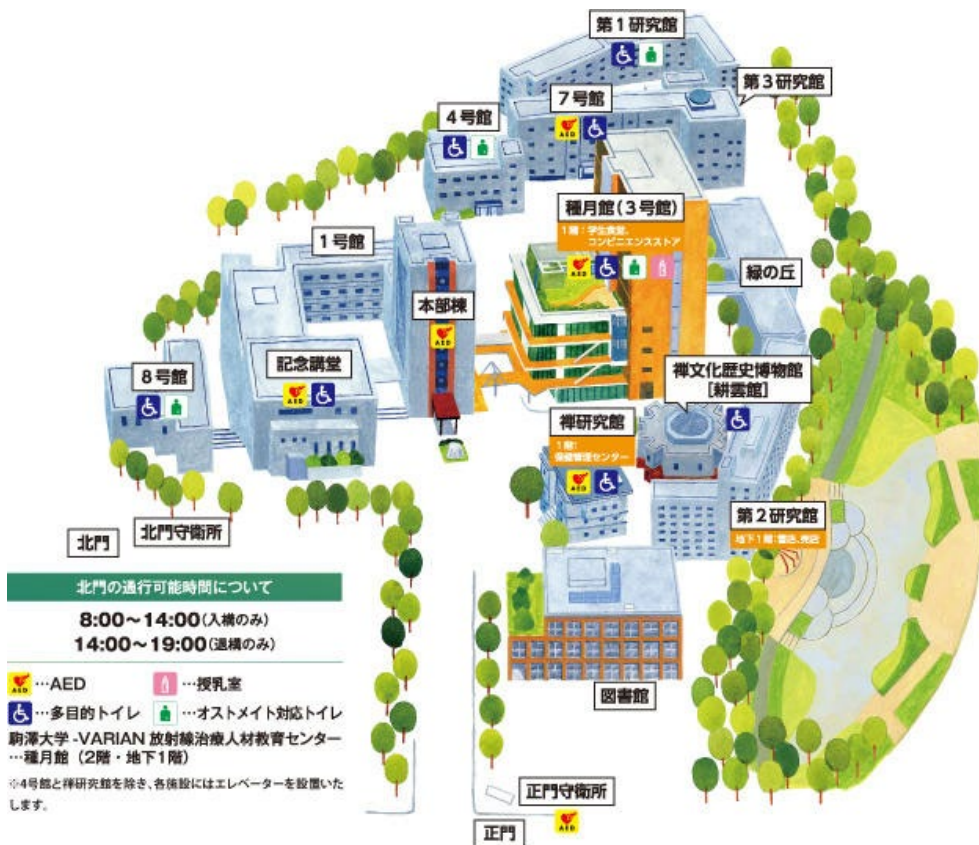 第1研究館
第3研究館
7号館
AED
4号館
種月館(3号館)
1階:学生食堂、
コンビニエンスストア
AED
1号館
緑の丘
本部棟
AED
禅文化歴史博物館
[耕雲館]
記念講堂
AED
8号館
禅研究館
1階:
保健管理センター
AED
第2研究館
地下1階:書店、売店
北門
北門守衛所
北門の通行可能時間について
8:00~14:00(入構のみ)
14:00~19:00(退構のみ)
AED …AED
…授乳室
…多目的トイレ
…オストメイト対応トイレ
駒澤大学-VARIAN 放射線治療人材教育センター
…種月館(2階・地下1階)
※4号館と禅研究館を除き、各施設にはエレベーターを設置いた
します。
図書館
正門守衛所
AED
正門